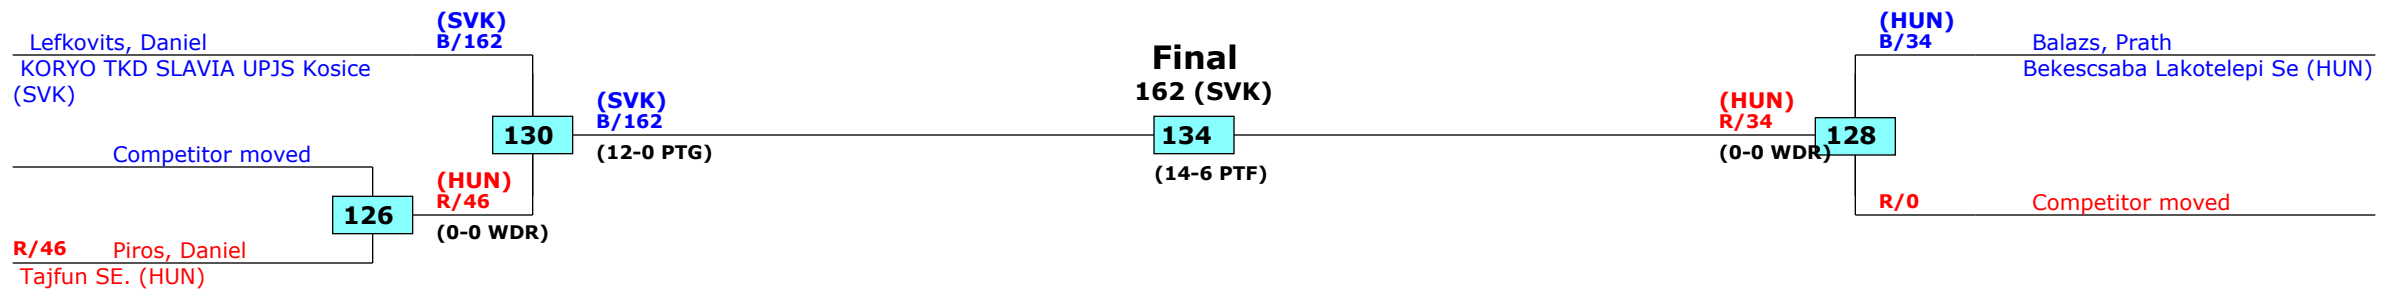 (SVK)
B/162
Lefkovits, Daniel
KORYO TKD SLAVIA UPJS Kosice
(SVK)
Competitor moved
R/46 Piros, Daniel
Tajfun SE. (HUN)
126
(HUN)
R/46
(0-0 WDR)
130
(SVK)
B/162
(12-0 PTG)
Final
162 (SVK)
134
(14-6 PTF)
(HUN)
R/34
(0-0 WDR)
128
(HUN)
B/34 Balazs, Prath
Bekescsaba Lakotelepi Se (HUN)
R/0 Competitor moved